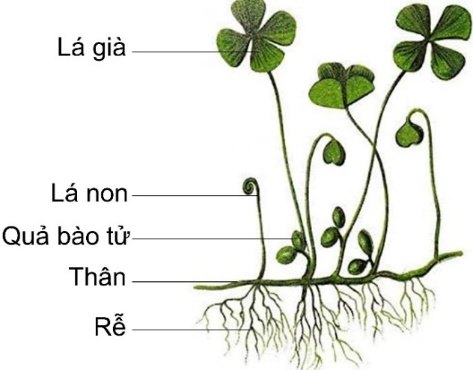 Lá già
Lá non
Quả bào tử
Thân
Rễ